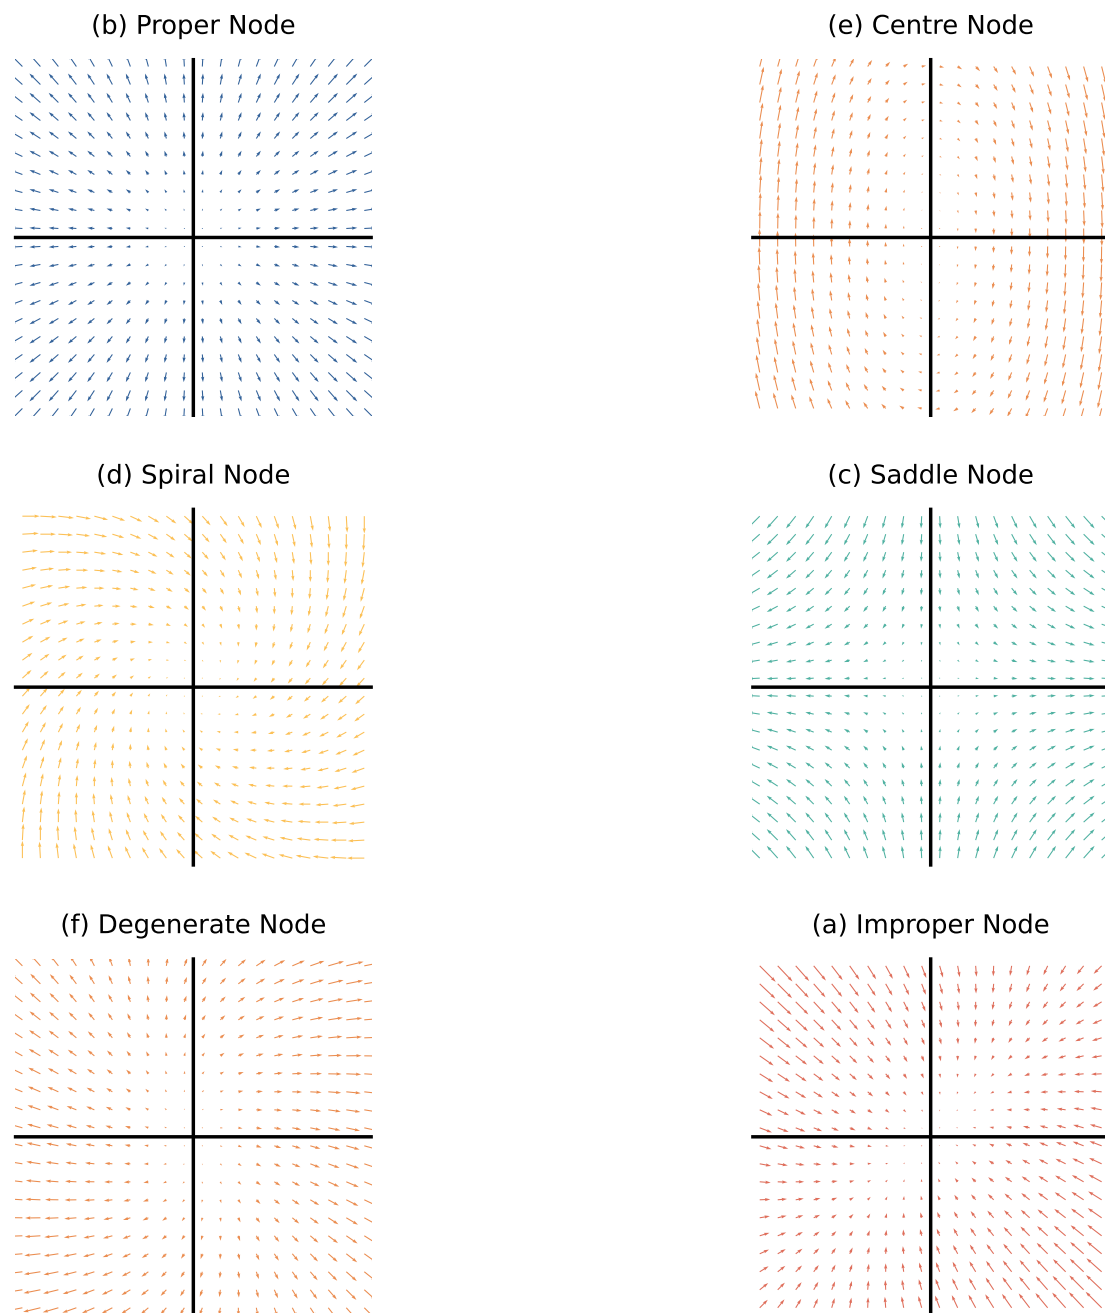 (b) Proper Node
(e) Centre Node
(d) Spiral Node
(c) Saddle Node
(f) Degenerate Node
(a) Improper Node